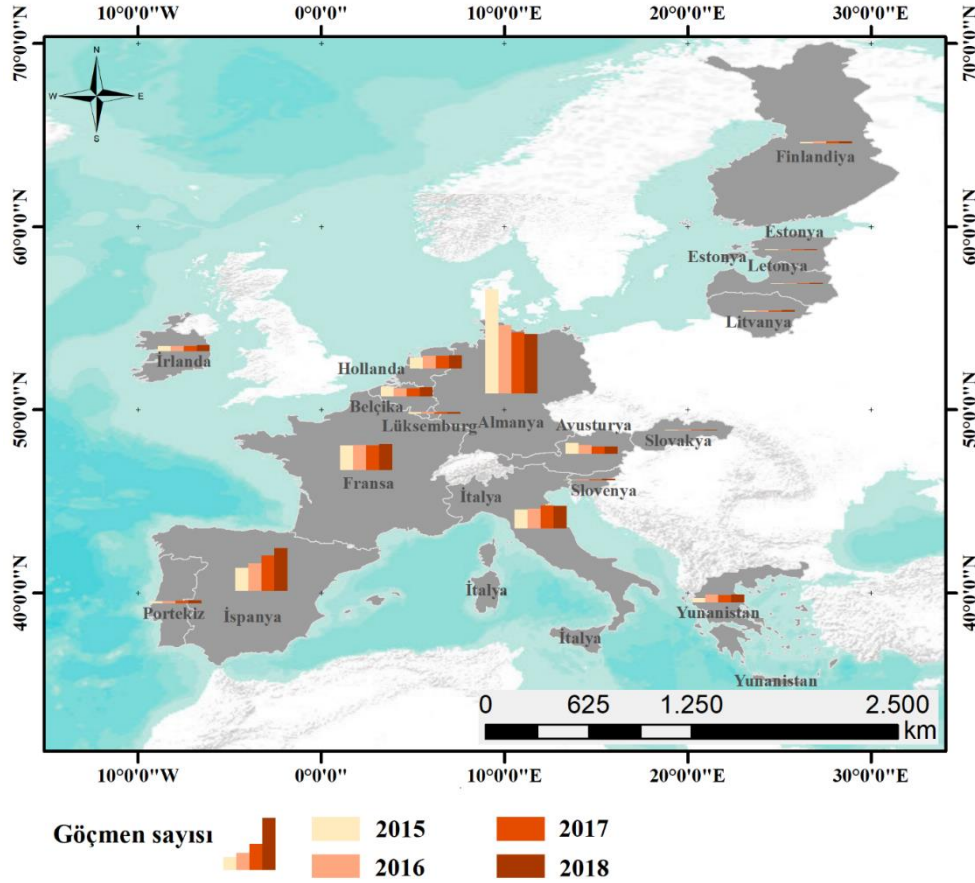 10°0'0"W 0°0'0" 10°0'0"E 20°0'0"E 30°0'0"E
70°0'0"N 70°0'0"N
N
W E
S
Finlandiya
60°0'0"N 60°0'0"N
Estonya
Estonya
Letonya
Litvanya
İrlanda
Hollanda
Belçika
50°0'0"N 50°0'0"N
Lüksemburg
Almanya
Avusturya
Slovakya
Fransa
İtalya
Slovenya
40°0'0"N 40°0'0"N
Portekiz
İspanya
İtalya
Yunanistan
İtalya
Yunanistan
0 625 1.250 2.500
km
10°0'0"W 0°0'0" 10°0'0"E 20°0'0"E 30°0'0"E
Göçmen sayısı
2015 2017
2016 2018